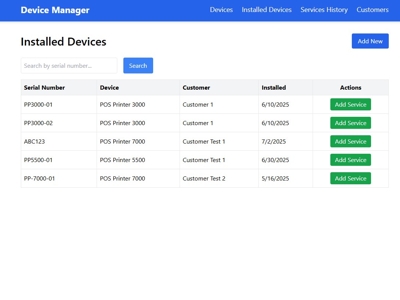 Device Manager Devices Installed Devices Services History Customers
Installed Devices Add New
Search by serial number... Search
Serial Number Device Customer Installed Actions
PP3000-01 POS Printer 3000 Customer 1 6/10/2025 Add Service
PP3000-02 POS Printer 3000 Customer 1 6/10/2025 Add Service
ABC123 POS Printer 7000 Customer Test 1 7/2/2025 Add Service
PP5500-01 POS Printer 5500 Customer Test 1 6/30/2025 Add Service
PP-7000-01 POS Printer 7000 Customer Test 2 5/16/2025 Add Service